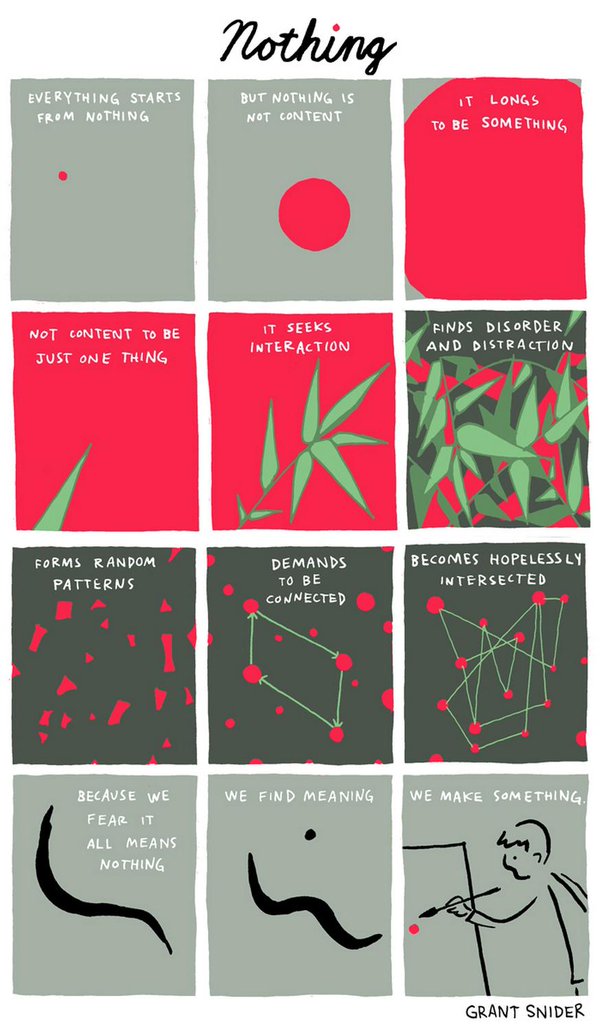 Nothing
EVERYTHING STARTS
FROM NOTHING
BUT NOTHING IS
NOT CONTENT
IT LONGS
TO BE SOMETHING
NOT CONTENT TO BE
JUST ONE THING
IT SEEKS
INTERACTION
FINDS DISORDER
AND DISTRACTION
FORMS RANDOM
PATTERNS
DEMANDS
TO BE
CONNECTED
BECOMES HOPELESSLY
INTERSECTED
BECAUSE WE
FEAR IT
ALL MEANS
NOTHING
WE FIND MEANING
WE MAKE SOMETHING.
GRANT SNIDER